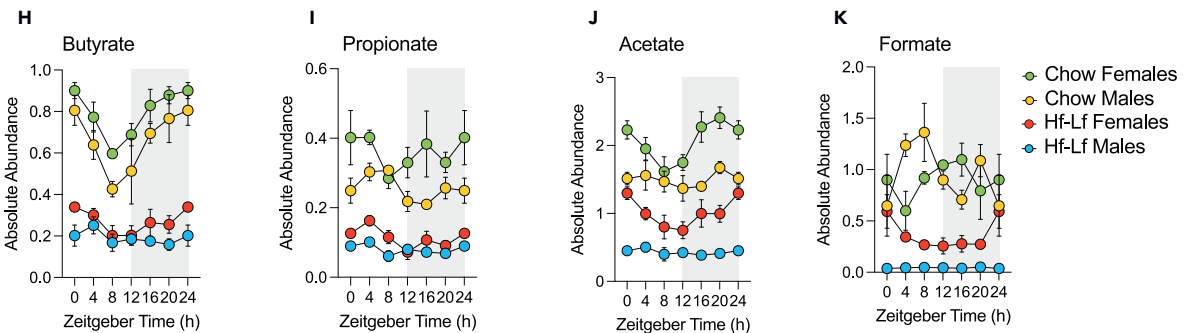 H
Butyrate
Absolute Abundance
1.0
0.8
0.6
0.4
0.2
0.0
0 4 8 12 16 20 24
Zeitgeber Time (h)
I
Propionate
Absolute Abundance
0.6
0.4
0.2
0.0
0 4 8 12 16 20 24
Zeitgeber Time (h)
J
Acetate
Absolute Abundance
3
2
1
0
0 4 8 12 16 20 24
Zeitgeber Time (h)
K
Formate
Absolute Abundance
2.0
1.5
1.0
0.5
0.0
0 4 8 12 16 20 24
Zeitgeber Time (h)
Chow Females
Chow Males
Hf-Lf Females
Hf-Lf Males